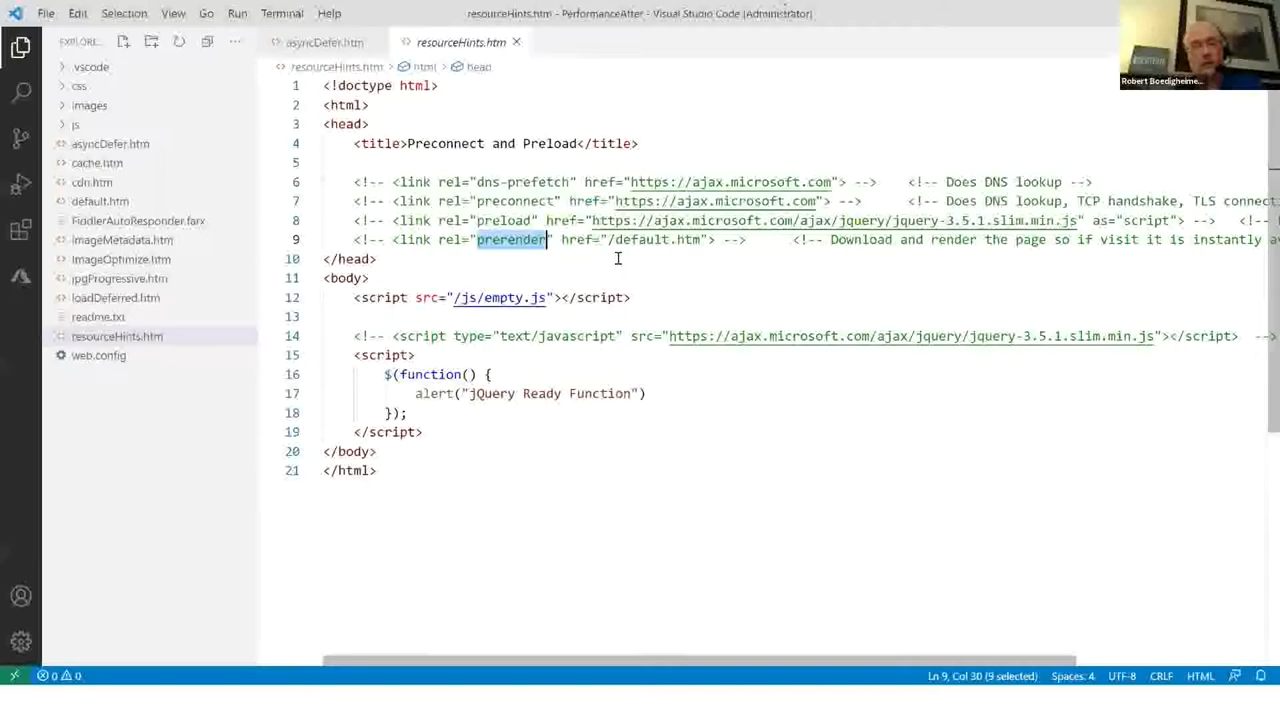 File Edit Selection View Go Run Terminal Help
resourceHints.htm - PerformanceAfter - Visual Studio Code [Administrator]
Robert Boedigheime...
EXPLOR...
asyncDefer.htm
resourceHints.htm
resourceHints.htm > html > head
.vscode
css
images
js
asyncDefer.htm
cache.htm
cdn.htm
default.htm
FiddlerAutoResponder.farx
imageMetadata.htm
imageOptimize.htm
jpgProgressive.htm
loadDeferred.htm
readme.txt
resourceHints.htm
web.config
1 <!doctype html>
2 <html>
3 <head>
4 <title>Preconnect and Preload</title>
5
6 <!-- <link rel="dns-prefetch" href="https://ajax.microsoft.com"> --> <!-- Does DNS lookup -->
7 <!-- <link rel="preconnect" href="https://ajax.microsoft.com"> --> <!-- Does DNS lookup, TCP handshake, TLS connecti
8 <!-- <link rel="preload" href="https://ajax.microsoft.com/ajax/jquery/jquery-3.5.1.slim.min.js" as="script"> --> <!--
9 <!-- <link rel="prerender" href="/default.htm"> --> <!-- Download and render the page so if visit it is instantly av
10 </head>
11 <body>
12 <script src="/js/empty.js"></script>
13
14 <!-- <script type="text/javascript" src="https://ajax.microsoft.com/ajax/jquery/jquery-3.5.1.slim.min.js"></script> -->
15 <script>
16 $(function() {
17 alert("jQuery Ready Function")
18 });
19 </script>
20 </body>
21 </html>
0 0 Ln 9, Col 30 (9 selected) Spaces: 4 UTF-8 CRLF HTML